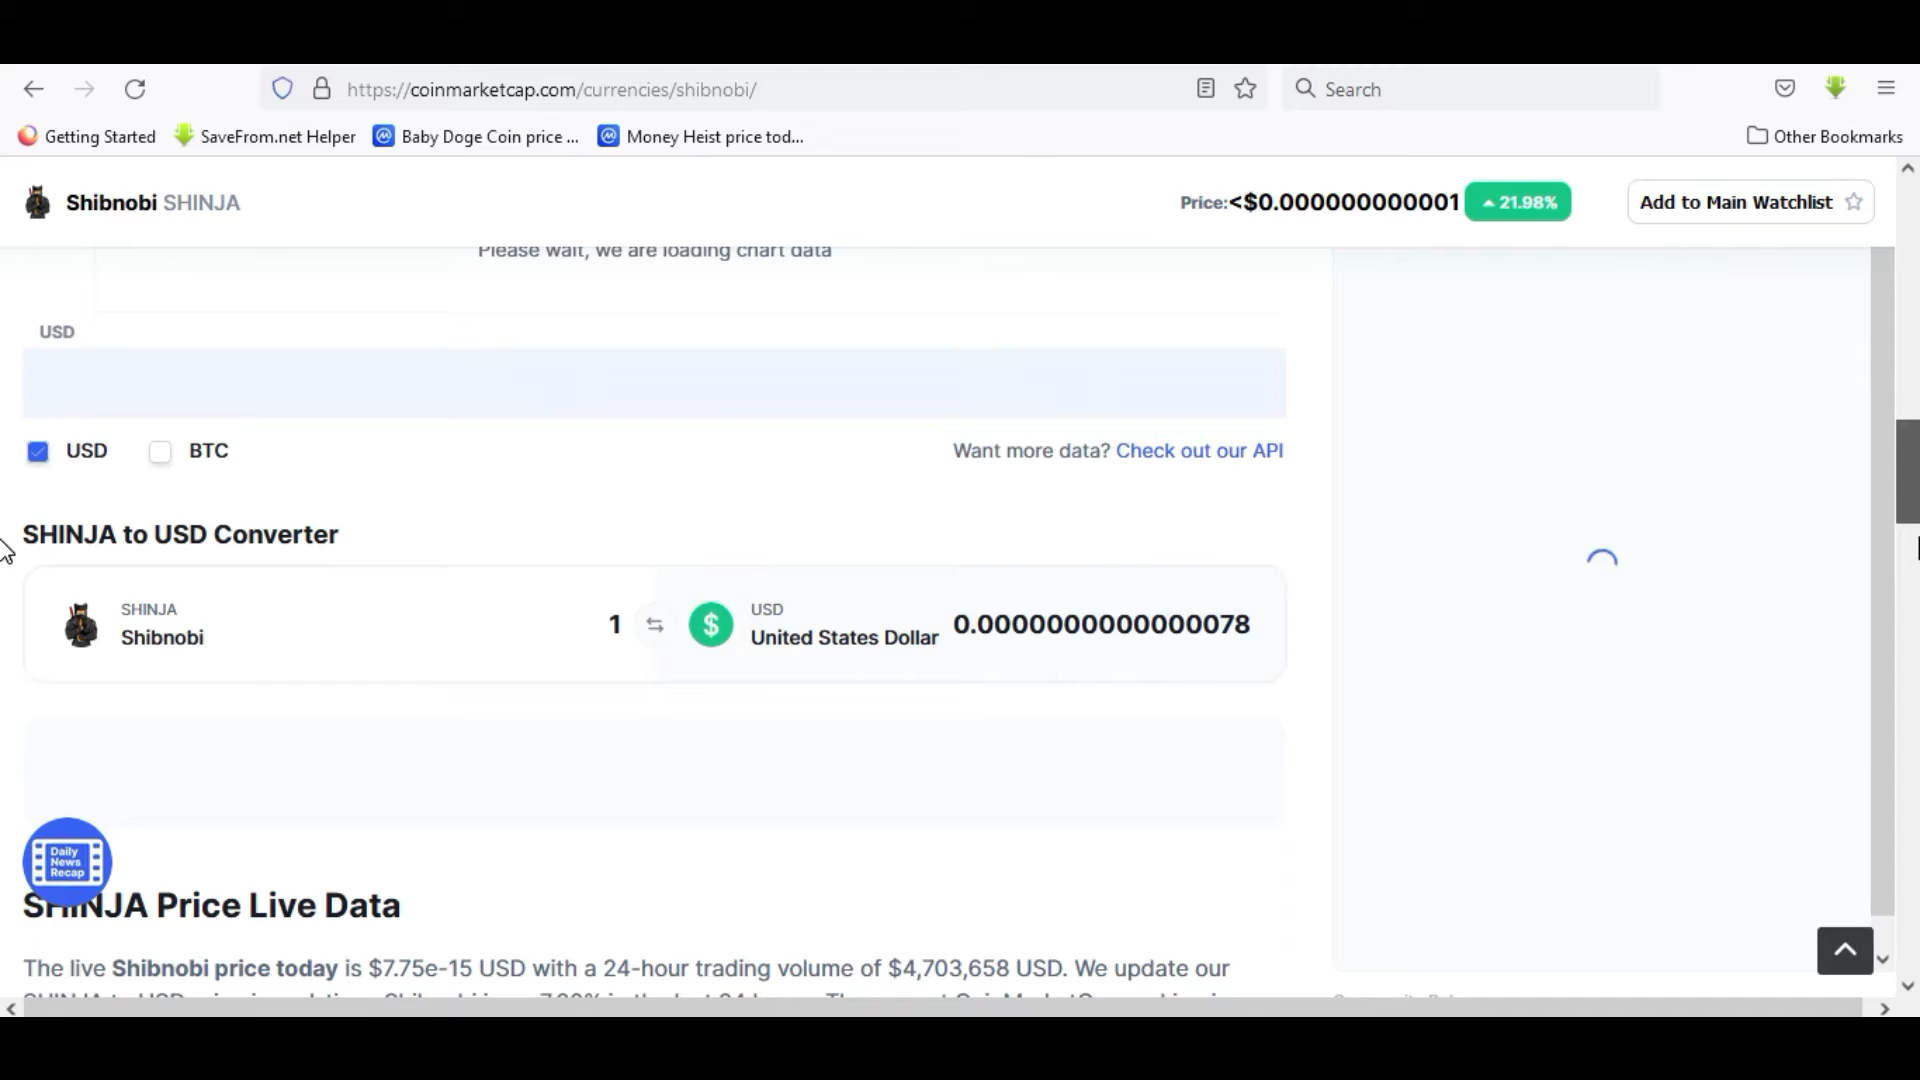 https://coinmarketcap.com/currencies/shibnobi/
Search
Getting Started
SaveFrom.net Helper
Baby Doge Coin price ...
Money Heist price tod...
Other Bookmarks
Shibnobi SHINJA
Price:<$0.000000000001
21.98%
Add to Main Watchlist
Please wait, we are loading chart data
USD
USD
BTC
Want more data? Check out our API
SHINJA to USD Converter
SHINJA
Shibnobi
1
$
USD
United States Dollar
0.0000000000000078
Daily
News
Recap
SHINJA Price Live Data
The live Shibnobi price today is $7.75e-15 USD with a 24-hour trading volume of $4,703,658 USD. We update our